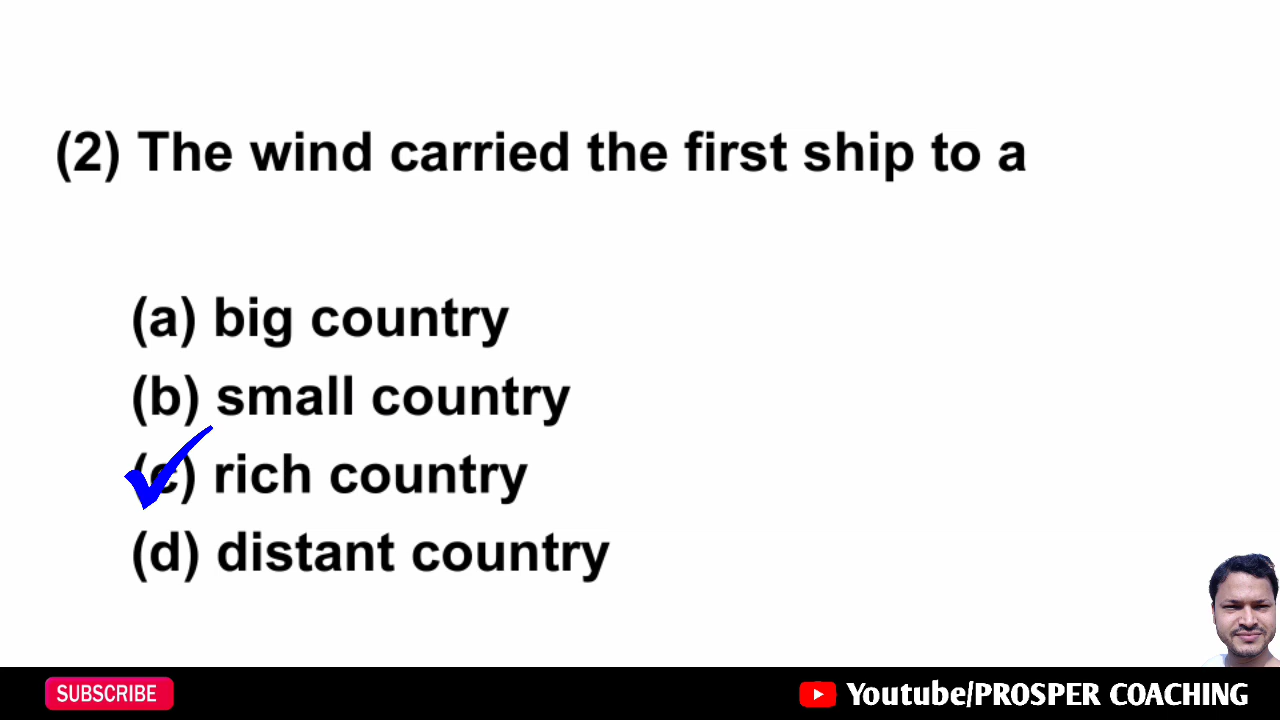 (2) The wind carried the first ship to a
(a) big country
(b) small country
(c) rich country
(d) distant country
SUBSCRIBE
Youtube/PROSPER COACHING